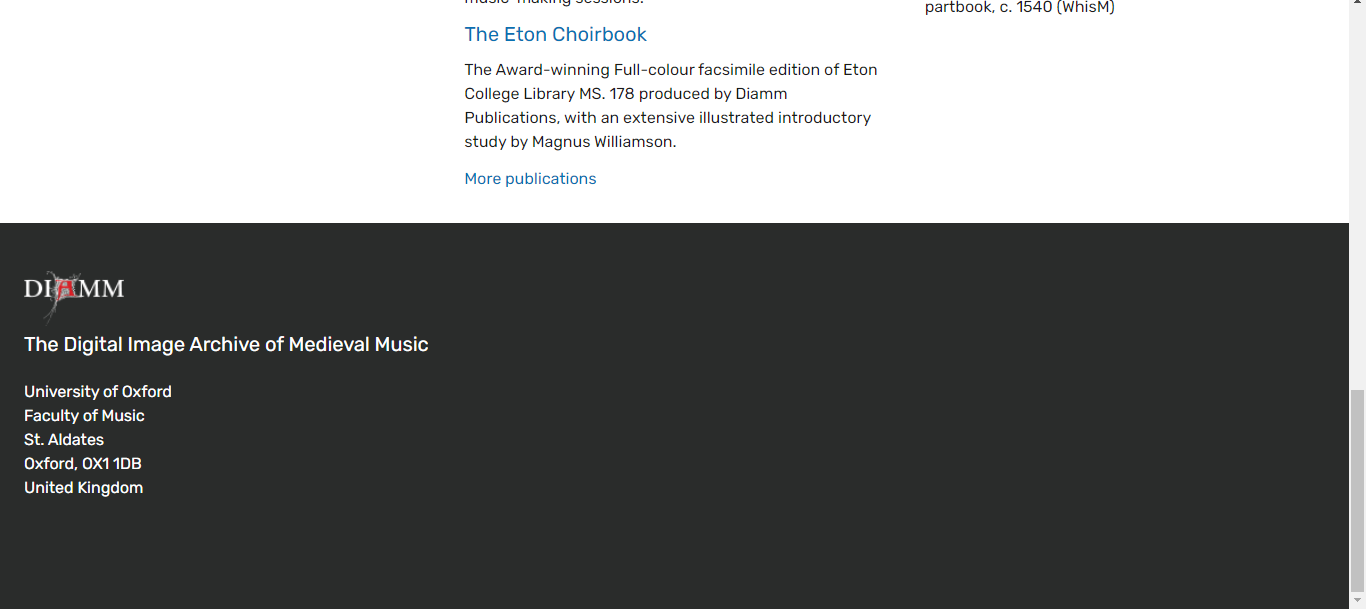 music-making sessions.
partbook, c. 1540 (WhisM)
The Eton Choirbook
The Award-winning Full-colour facsimile edition of Eton
College Library MS. 178 produced by Diamm
Publications, with an extensive illustrated introductory
study by Magnus Williamson.
More publications
DIAMM
The Digital Image Archive of Medieval Music
University of Oxford
Faculty of Music
St. Aldates
Oxford, OX1 1DB
United Kingdom